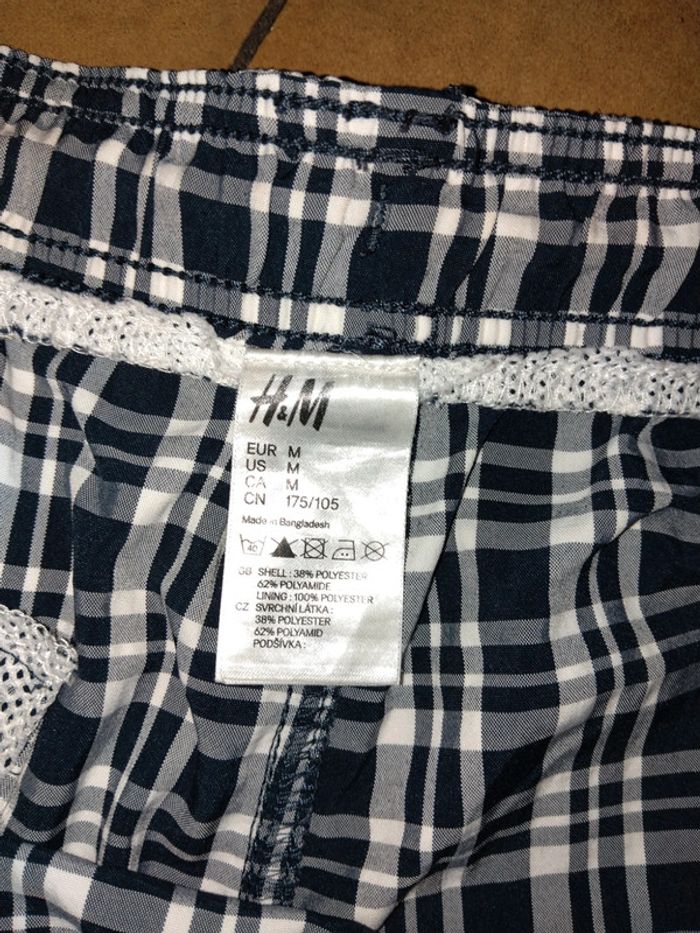 H&M
EUR M
US M
CA M
CN 175/105
Made in Bangladesh
40
GB SHELL : 38% POLYESTER
62% POLYAMIDE
LINING : 100% POLYESTER
CZ SVRCHNÍ LÁTKA :
38% POLYESTER
62% POLYAMID
PODŠÍVKA :